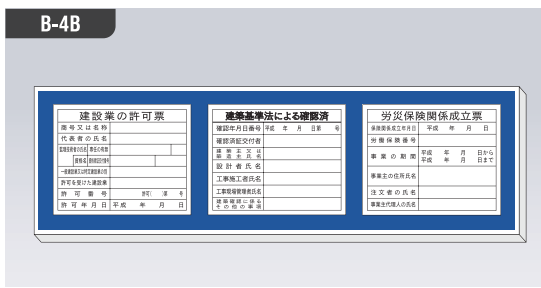 B-4B
建設業の許可票
商号又は名称
代表者の氏名
監理技術者の氏名 専任の有無
資格名 資格者証交付番号
一般建設業又は特定建設業の別
許可を受けた建設業
許可番号 許可( )第 号
許可年月日 平成 年 月 日
建築基準法による確認済
確認年月日番号 平成 年 月 日第 号
確認済証交付者
建築主又は
築造主氏名
設計者氏名
工事施工者氏名
工事現場管理者氏名
建築確認に係る
その他の事項
労災保険関係成立票
保険関係成立年月日 平成 年 月 日
労働保険番号
事業の期間 平成 年 月 日から
平成 年 月 日まで
事業主の住所氏名
注文者の氏名
事業主代理人の氏名